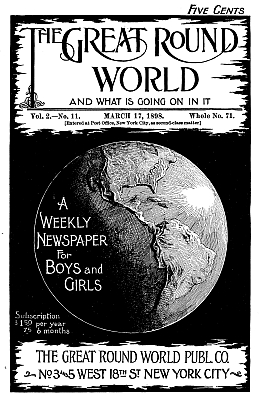 FIVE CENTS
THE GREAT ROUND
WORLD
AND WHAT IS GOING ON IN IT
Vol. 2.—No. 11. MARCH 17, 1898. Whole No. 71.
[Entered at Post Office, New York City, as second-class matter]
A
WEEKLY
NEWSPAPER
For
BOYS and
GIRLS
Subscription
per year
6 months
THE GREAT ROUND WORLD PUBL. CO.
No 3 & 5 WEST 18TH ST NEW YORK CITY